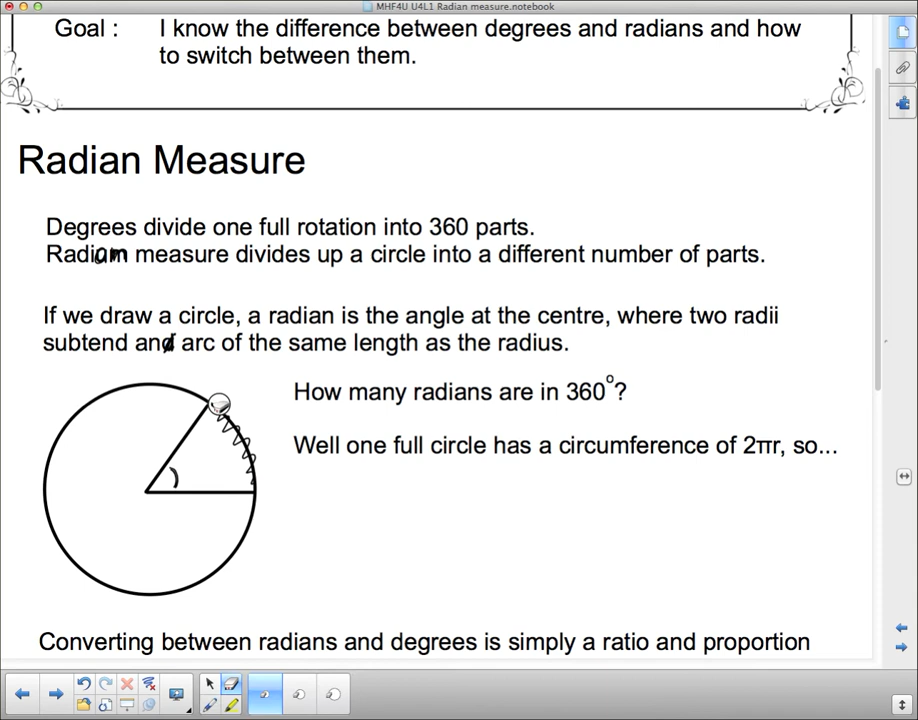 MHF4U U4L1 Radian measure.notebook
Goal : I know the difference between degrees and radians and how
to switch between them.
Radian Measure
Degrees divide one full rotation into 360 parts.
Radian measure divides up a circle into a different number of parts.
If we draw a circle, a radian is the angle at the centre, where two radii
subtend and arc of the same length as the radius.
How many radians are in 360°?
Well one full circle has a circumference of 2πr, so...
Converting between radians and degrees is simply a ratio and proportion